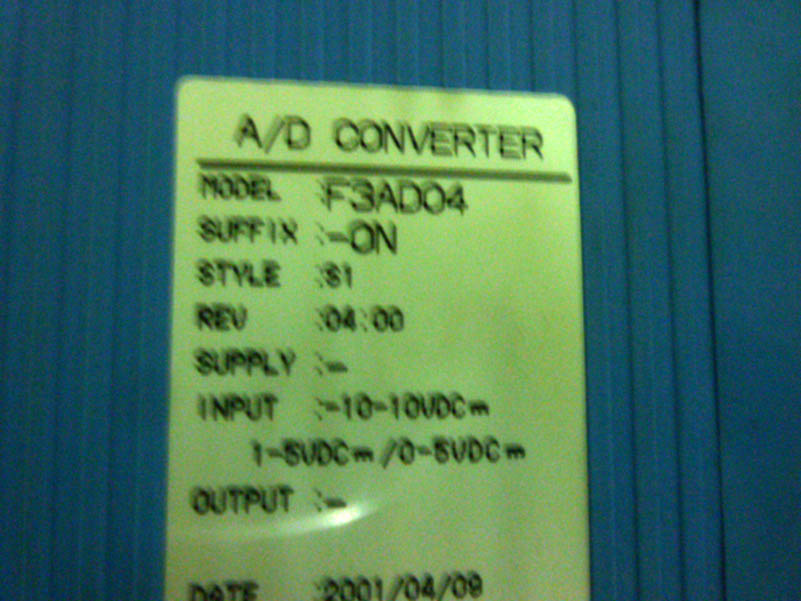 A/D CONVERTER
MODEL :F3AD04
SUFFIX :-0N
STYLE :S1
REV :04:00
SUPPLY :-
INPUT :-10-10VDC⎓
1-5VDC⎓/0-5VDC⎓
OUTPUT :-
DATE :2001/04/09